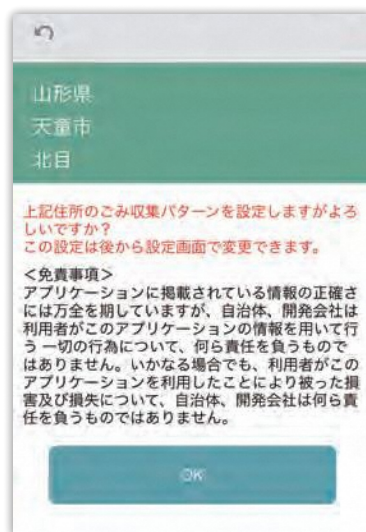 山形県
天童市
北目
上記住所のごみ収集パターンを設定しますがよろ
しいですか？
この設定は後から設定画面で変更できます。
＜免責事項＞
アプリケーションに掲載されている情報の正確さ
には万全を期していますが、自治体、開発会社は
利用者がこのアプリケーションの情報を用いて行
う一切の行為について、何ら責任を負うもので
はありません。いかなる場合でも、利用者がこの
アプリケーションを利用したことにより被った損
害及び損失について、自治体、開発会社は何ら責
任を負うものではありません。
OK